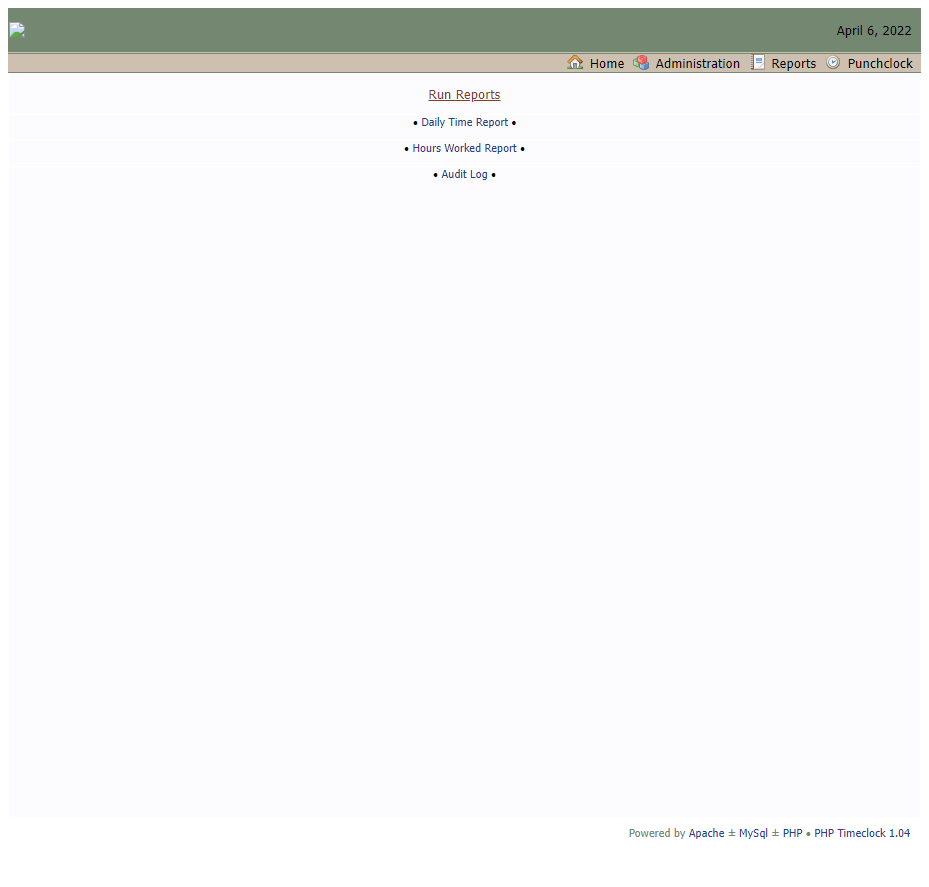 April 6, 2022
Home Administration Reports Punchclock
Run Reports
• Daily Time Report •
• Hours Worked Report •
• Audit Log •
Powered by Apache ± MySql ± PHP • PHP Timeclock 1.04